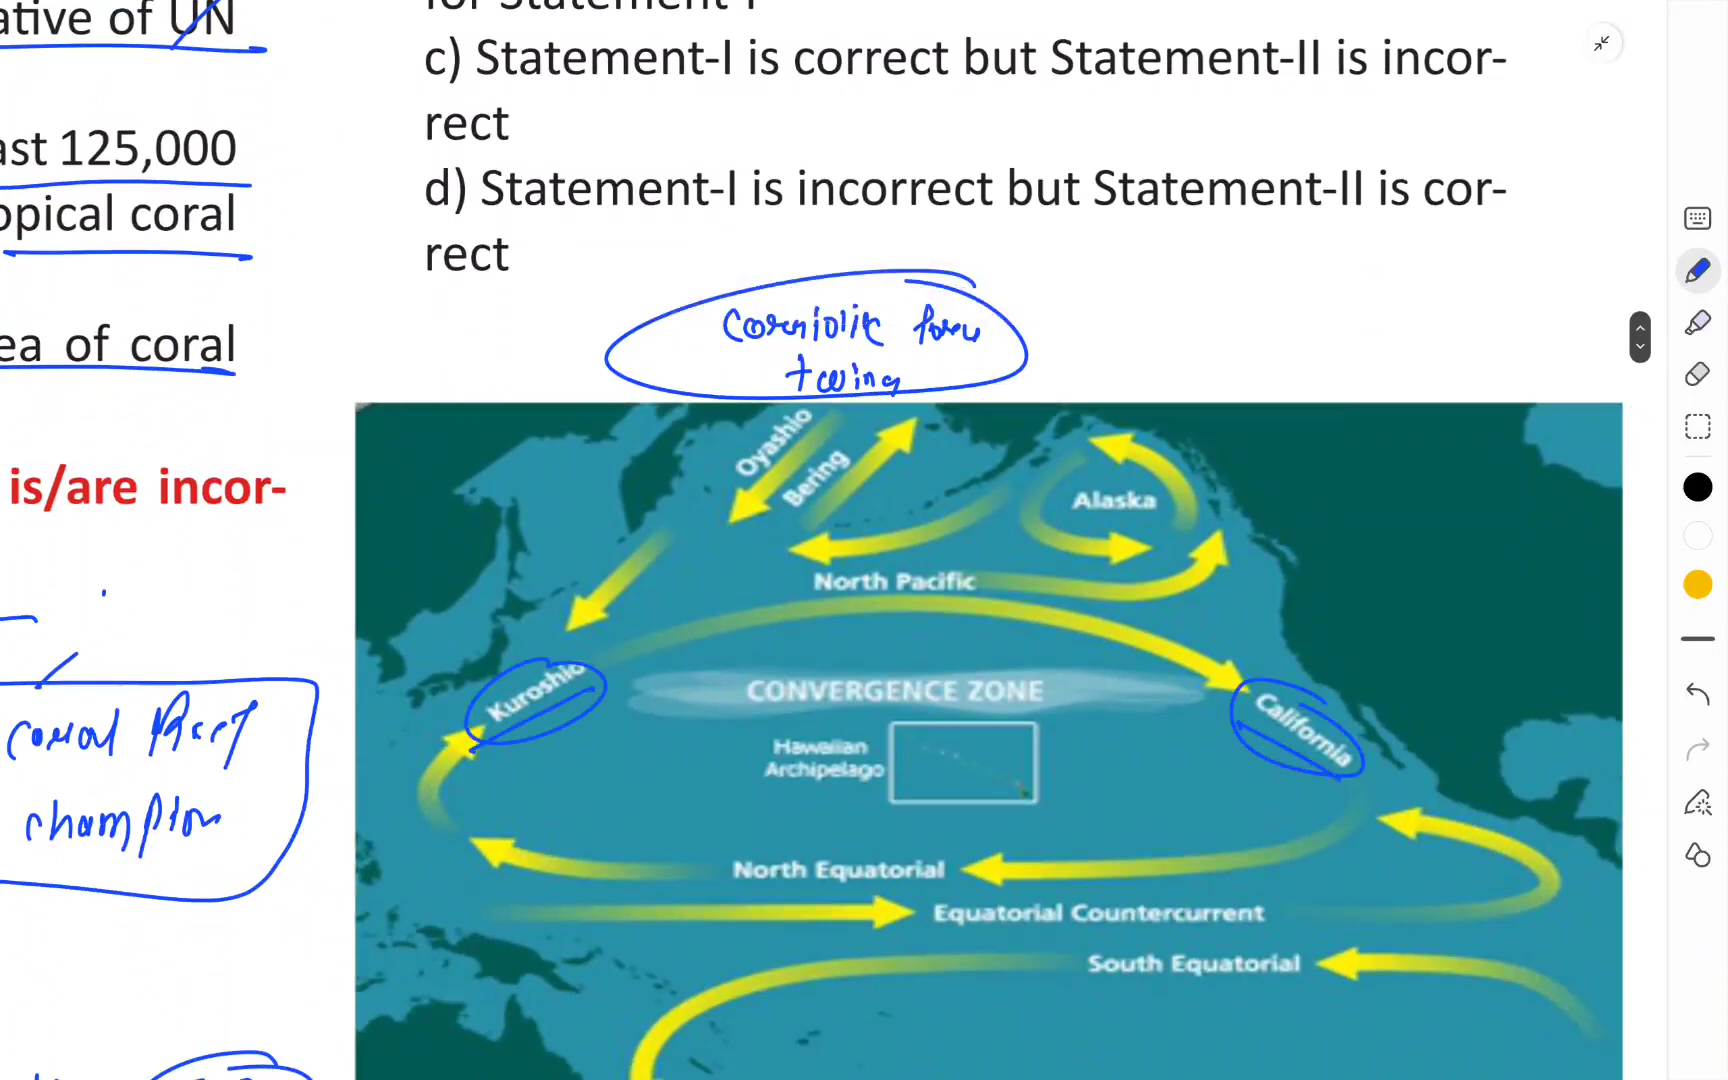 ative of UN
ast 125,000
opical coral
ea of coral
is/are incor-
coral Reef
champion
for Statement-I
c) Statement-I is correct but Statement-II is incor-
rect
d) Statement-I is incorrect but Statement-II is cor-
rect
force
Oyashio
Bering
Alaska
North Pacific
Kuroshio
CONVERGENCE ZONE
California
Hawaiian
Archipelago
North Equatorial
Equatorial Countercurrent
South Equatorial